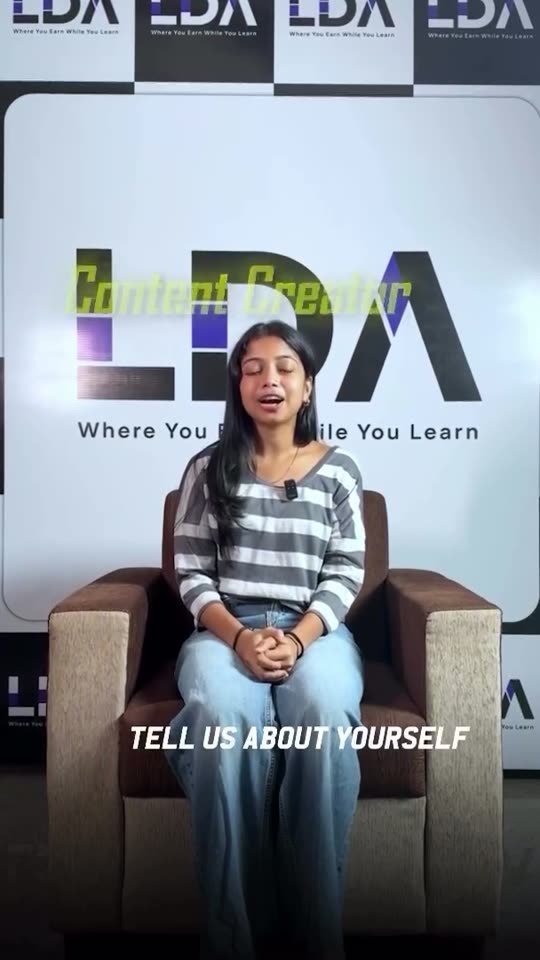 LDA LDA LDA LDA
Where You Earn While You Learn Where You Earn While You Learn Where You Earn While You Learn Where You Earn While You Learn
Content Creator
LDA
Where You E ile You Learn
TELL US ABOUT YOURSELF